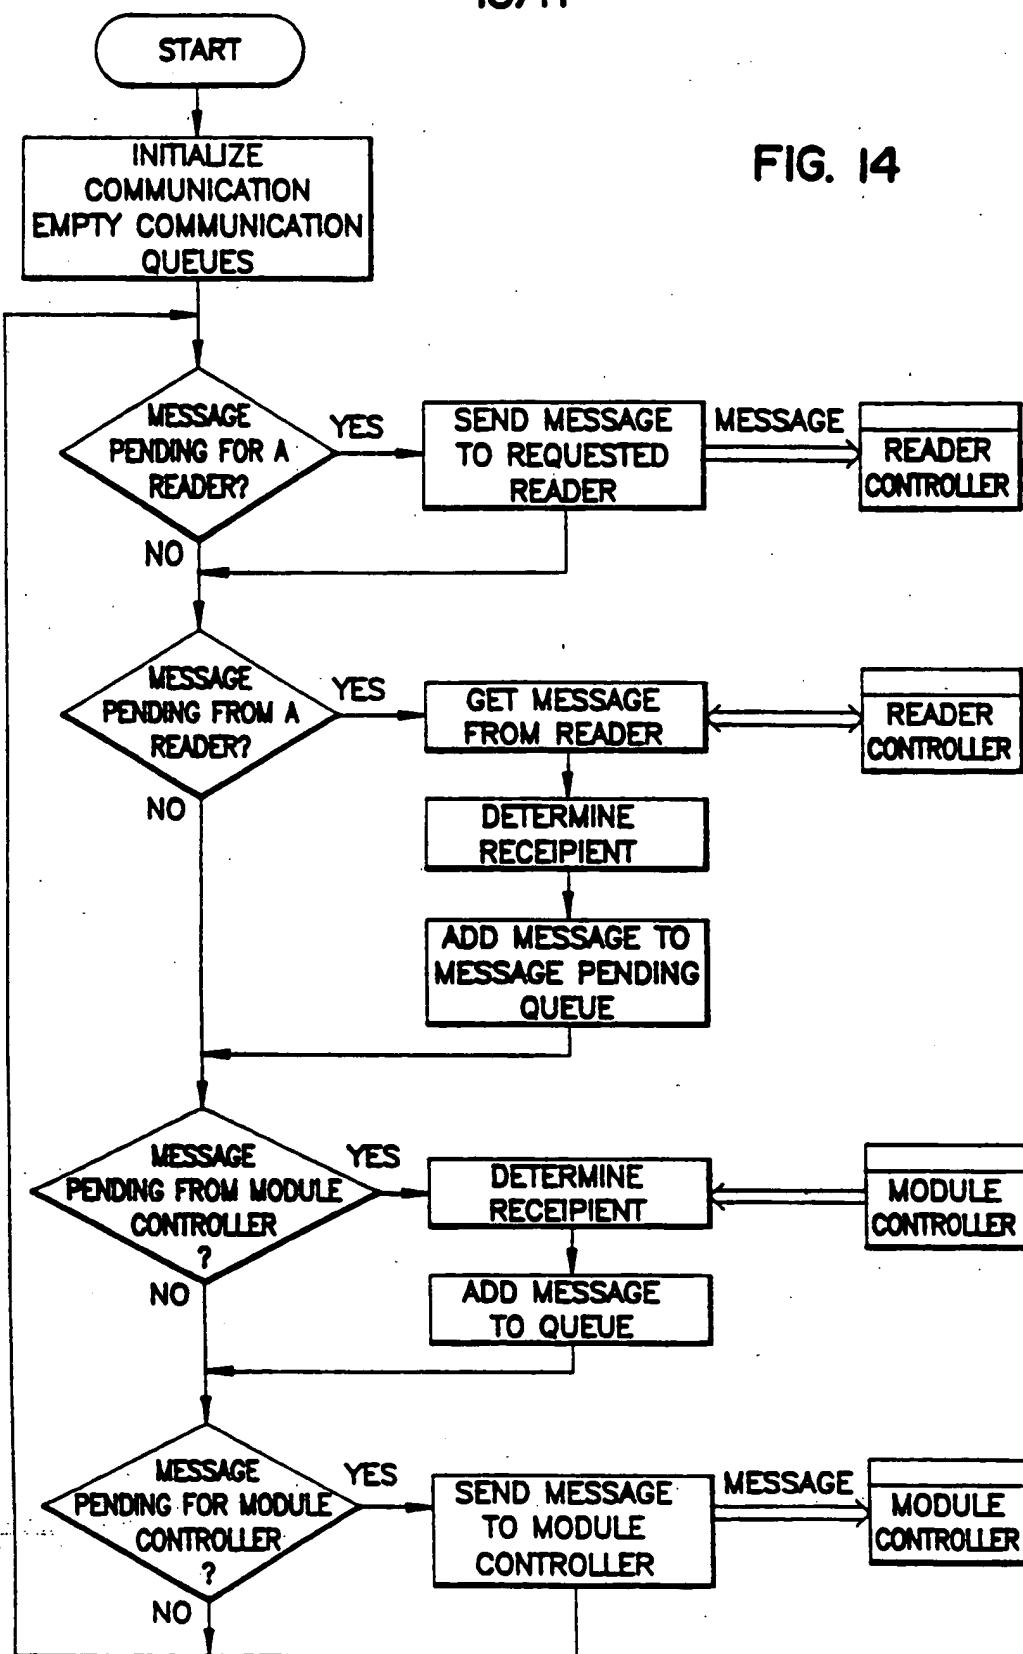 START
FIG. 14
INITIALIZE
COMMUNICATION
EMPTY COMMUNICATION
QUEUES
MESSAGE
PENDING FOR A
READER?
YES
NO
SEND MESSAGE
TO REQUESTED
READER
MESSAGE
READER
CONTROLLER
MESSAGE
PENDING FROM A
READER?
YES
NO
GET MESSAGE
FROM READER
READER
CONTROLLER
DETERMINE
RECEIPIENT
ADD MESSAGE TO
MESSAGE PENDING
QUEUE
MESSAGE
PENDING FROM MODULE
CONTROLLER
?
YES
NO
DETERMINE
RECEIPIENT
MODULE
CONTROLLER
ADD MESSAGE
TO QUEUE
MESSAGE
PENDING FOR MODULE
CONTROLLER
?
YES
NO
SEND MESSAGE
TO MODULE
CONTROLLER
MESSAGE
MODULE
CONTROLLER